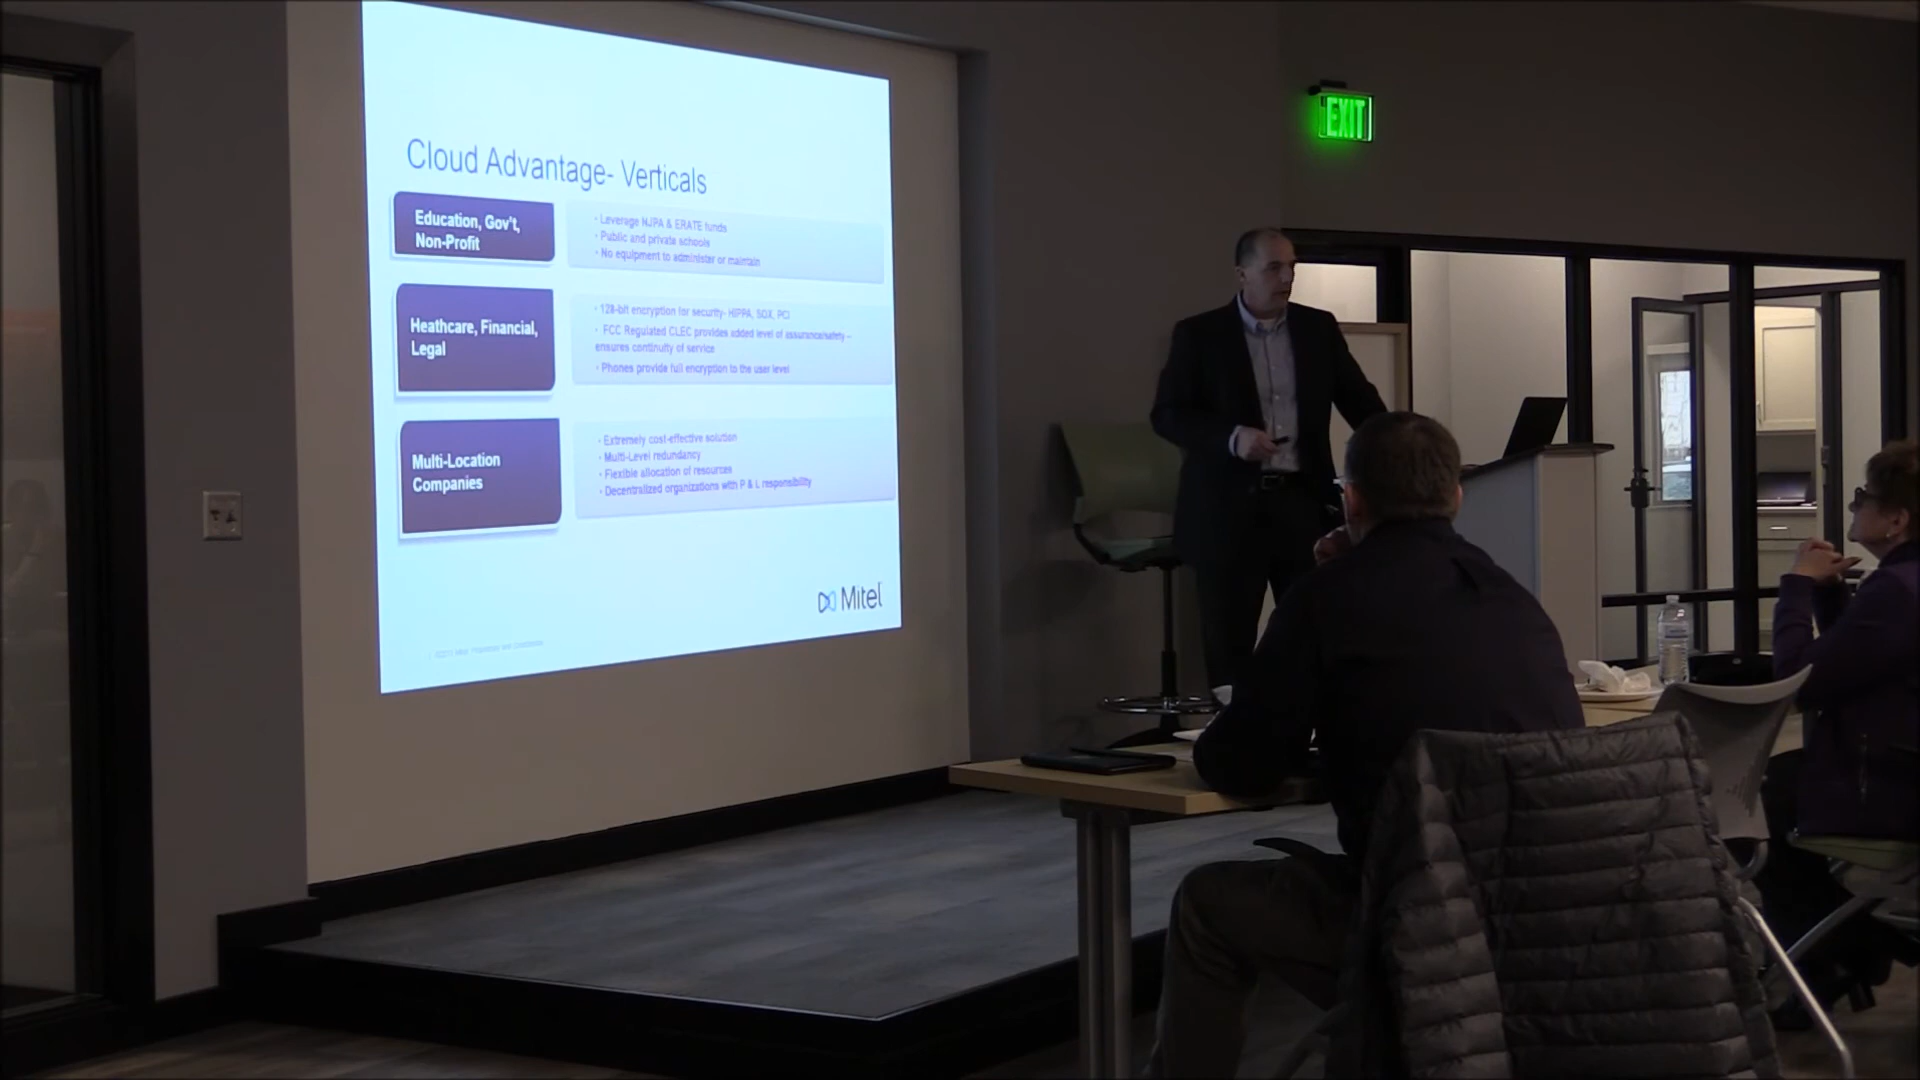 Cloud Advantage- Verticals
Education, Gov't,
Non-Profit
· Leverage NJPA & ERATE funds
· Public and private schools
· No equipment to administer or maintain
Heathcare, Financial,
Legal
· 128-bit encryption for security- HIPPA, SOX, PCI
· FCC Regulated CLEC provides added level of assurance/safety –
ensures continuity of service
· Phones provide full encryption to the user level
Multi-Location
Companies
· Extremely cost-effective solution
· Multi-Level redundancy
· Flexible allocation of resources
· Decentralized organizations with P & L responsibility
Mitel
EXIT